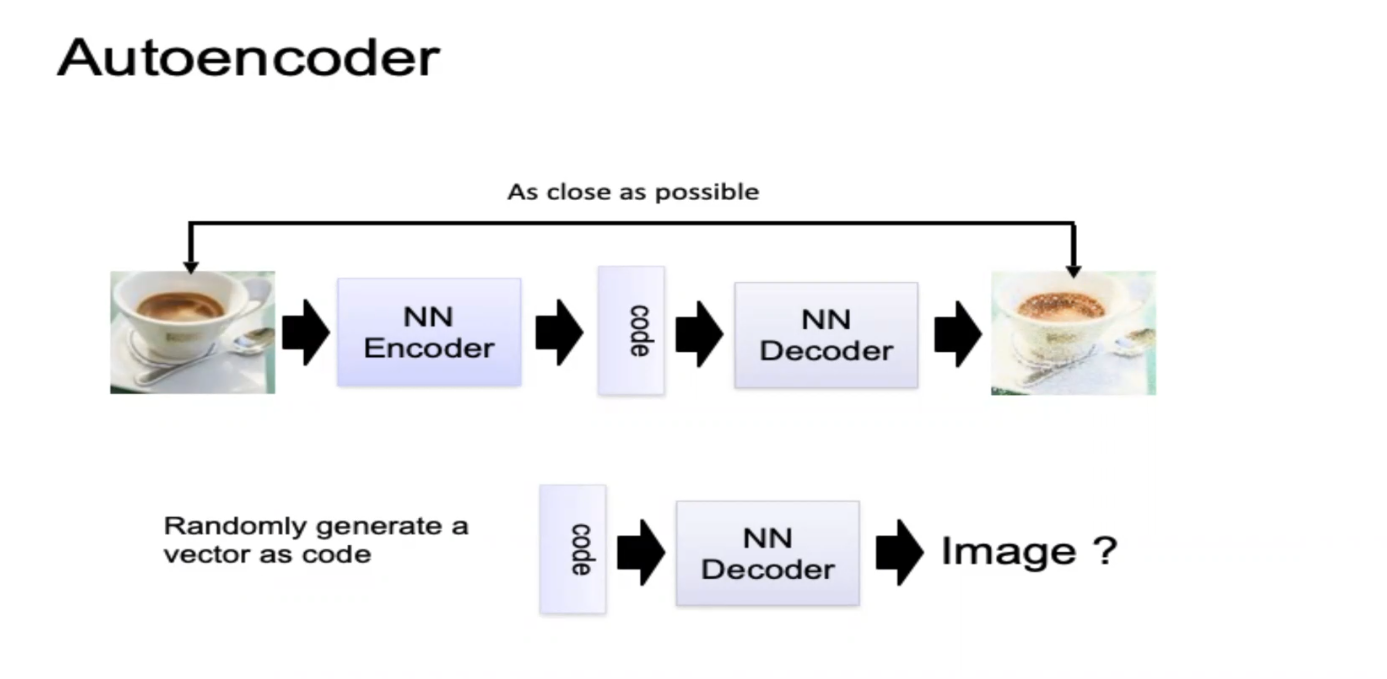 Autoencoder
As close as possible
NN
Encoder
code
NN
Decoder
Randomly generate a
vector as code
code
NN
Decoder
Image ?